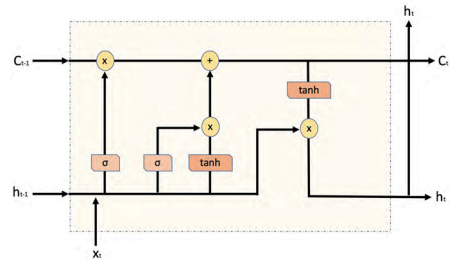 hₜ
Cₜ₋₁
x
+
Cₜ
tanh
x
x
σ
σ
tanh
hₜ₋₁
hₜ
xₜ